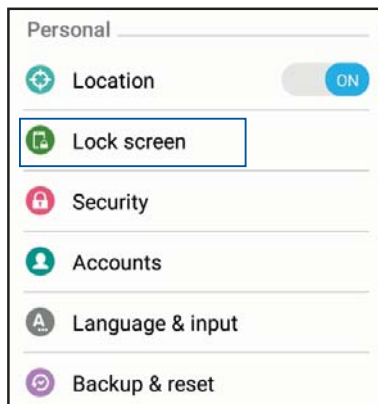 Personal
Location ON
Lock screen
Security
Accounts
Language & input
Backup & reset